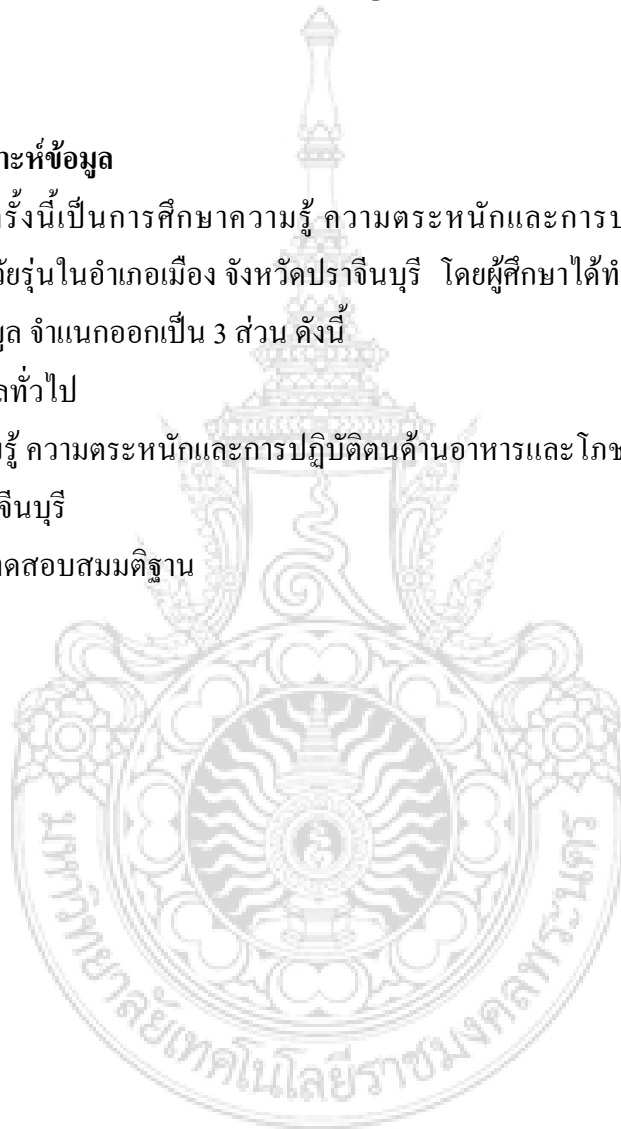 าะห์ข้อมูล
รั้งนี้เป็นการศึกษาความรู้ ความตระหนักและการป
วัยรุ่นในอำเภอเมือง จังหวัดปราจีนบุรี โดยผู้ศึกษาได้ทำ
มูล จำแนกออกเป็น 3 ส่วน ดังนี้
ลทั่วไป
มรู้ ความตระหนักและการปฏิบัติตนด้านอาหารและโภช
จีนบุรี
ทดสอบสมมติฐาน
มหาวิทยาลัยเทคโนโลยีราชมงคลพระนคร